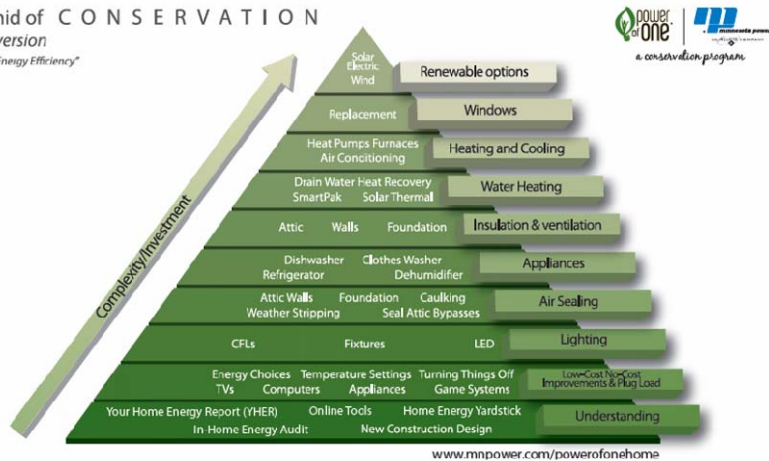 of CONSERVATION
Energy Efficiency"
power of one
minnesota power
a conservation program
Complexity/Investment
Solar
Electric
Wind
Renewable options
Replacement
Windows
Heat Pumps Furnaces
Air Conditioning
Heating and Cooling
Drain Water Heat Recovery
SmartPak Solar Thermal
Water Heating
Attic Walls Foundation
Insulation & ventilation
Dishwasher Clothes Washer
Refrigerator Dehumidifier
Appliances
Attic Walls Foundation Caulking
Weather Stripping Seal Attic Bypasses
Air Sealing
CFLs Fixtures LED
Lighting
Energy Choices Temperature Settings Turning Things Off
TVs Computers Appliances Game Systems
Low-Cost No-Cost
Improvements & Plug Load
Your Home Energy Report (YHER) Online Tools Home Energy Yardstick
In-Home Energy Audit New Construction Design
Understanding
www.mnpower.com/powerofonehome